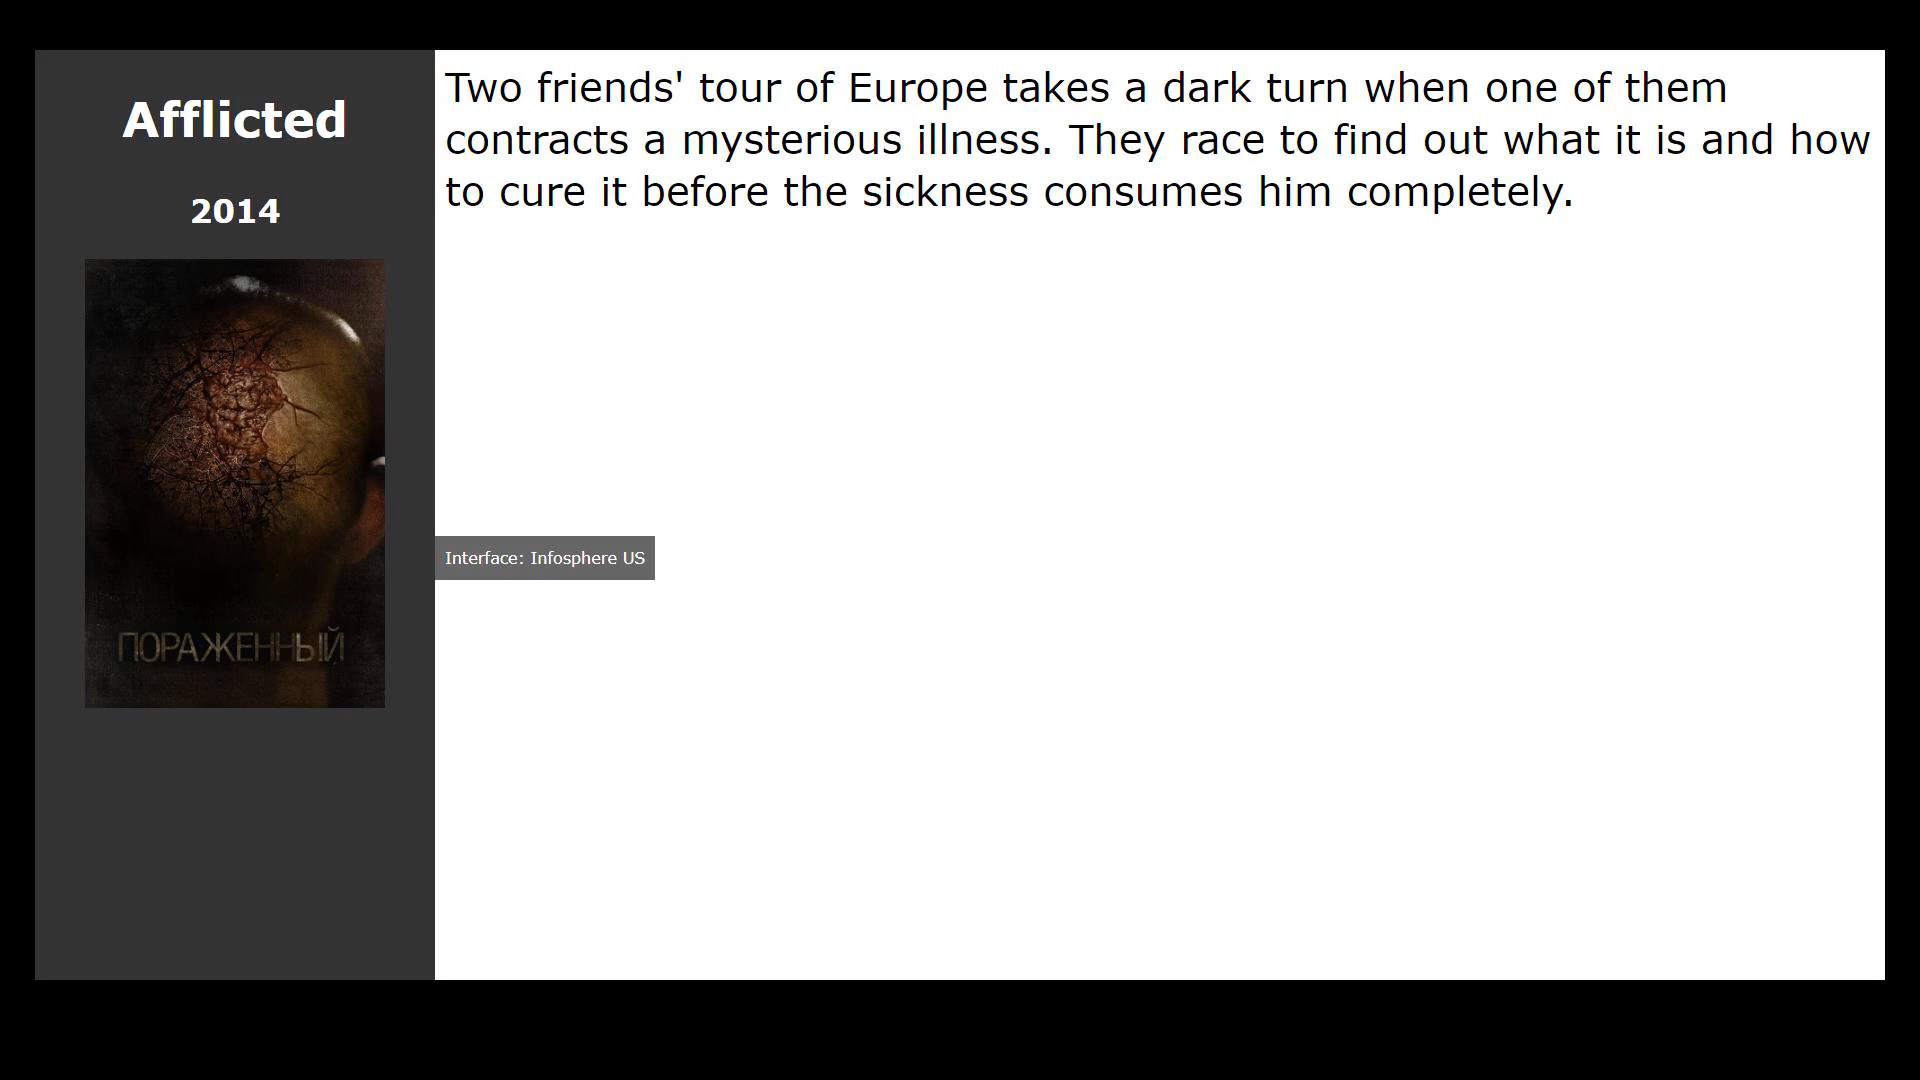 Afflicted
2014
ПОРАЖЕННЫЙ
Two friends' tour of Europe takes a dark turn when one of them
contracts a mysterious illness. They race to find out what it is and how
to cure it before the sickness consumes him completely.
Interface: Infosphere US